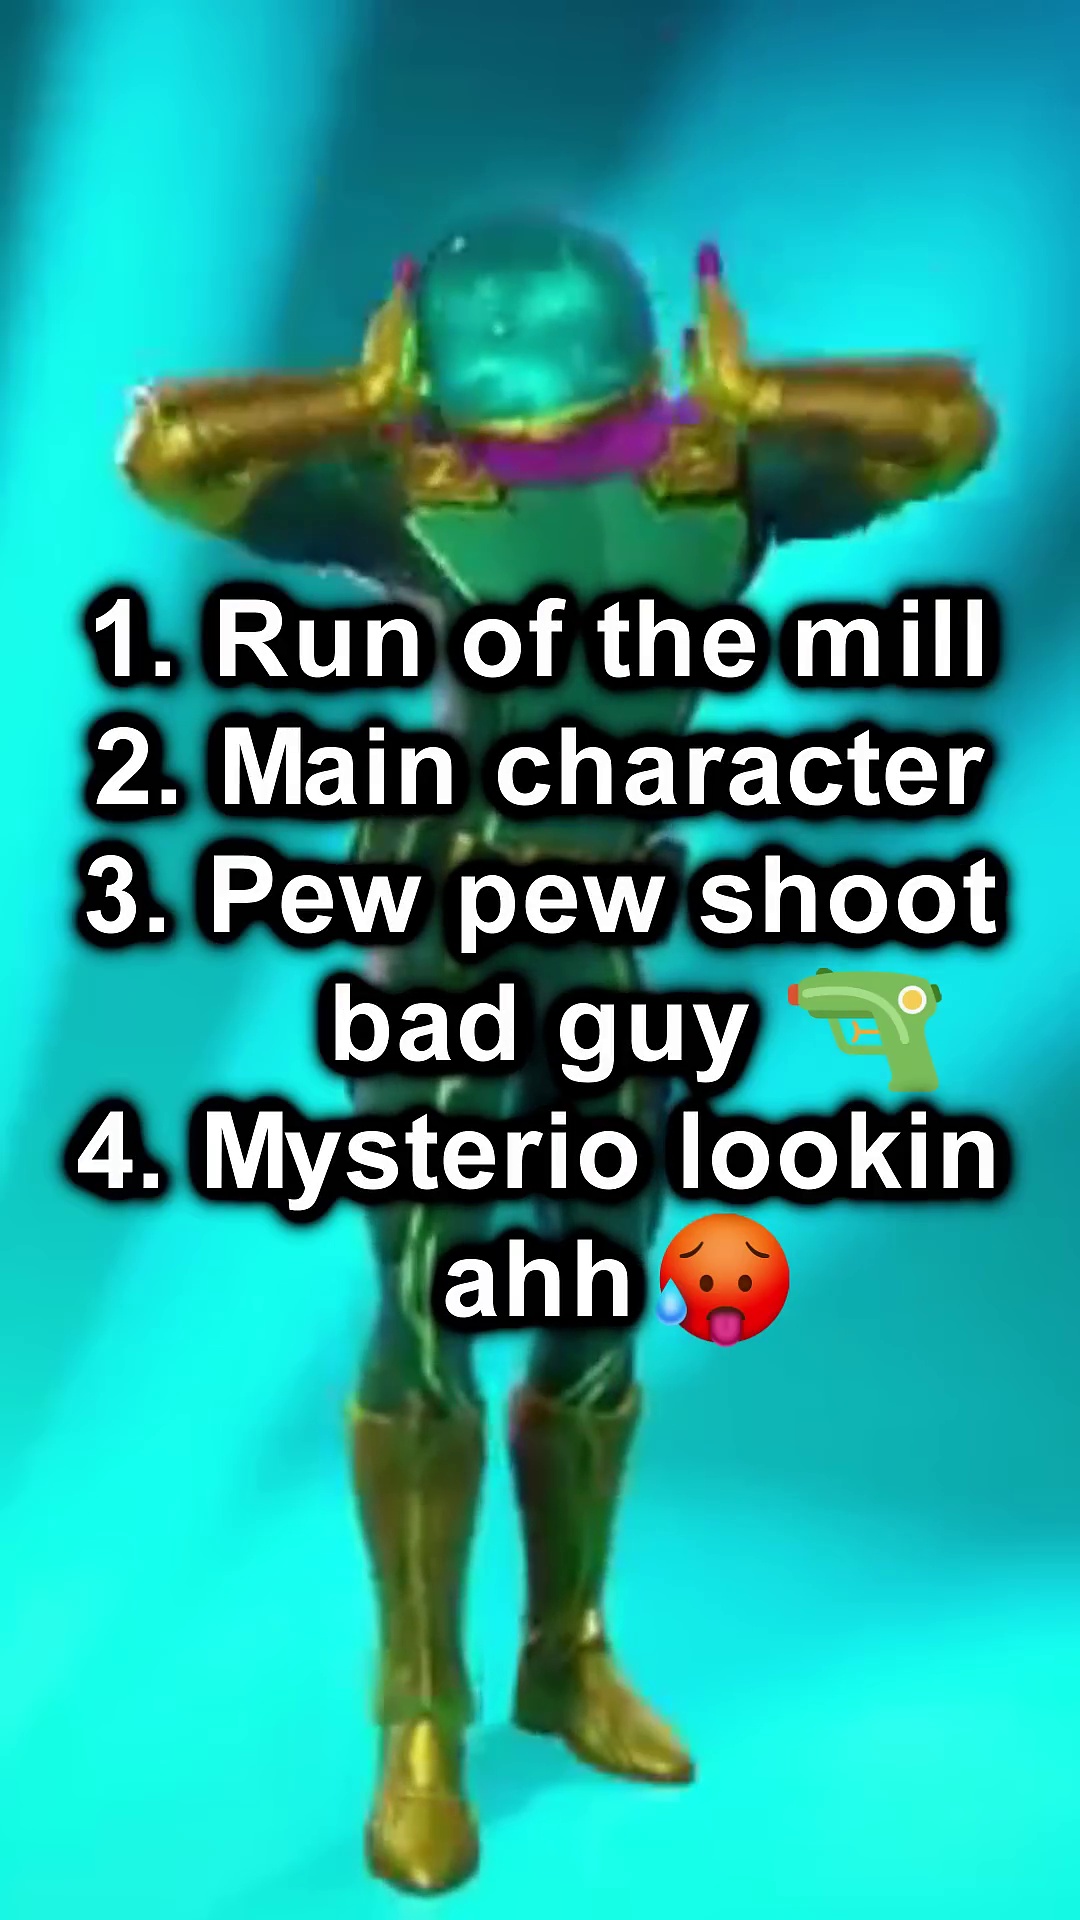 1. Run of the mill
2. Main character
3. Pew pew shoot
bad guy 🔫
4. Mysterio lookin
ahh🥵